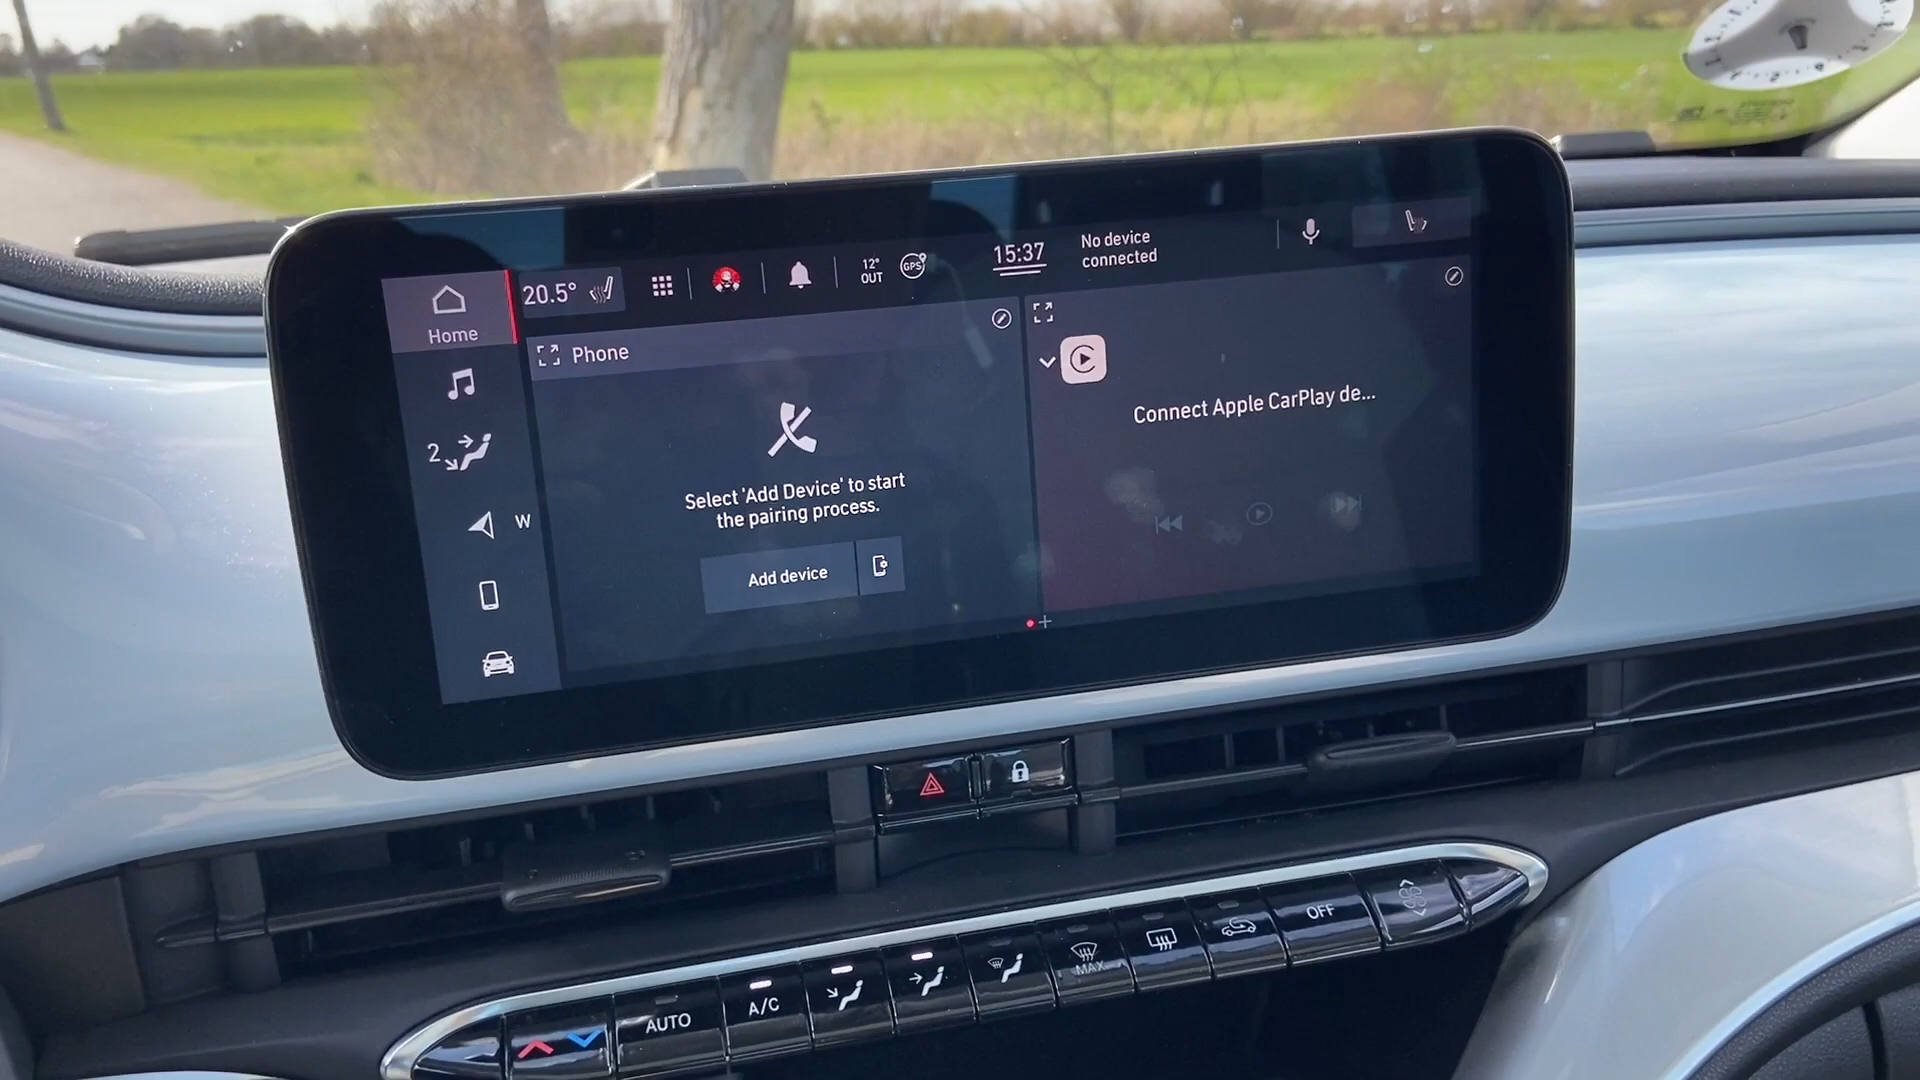 Home
20.5°
12°
OUT
GPS
15:37
No device
connected
Phone
2
W
Select 'Add Device' to start
the pairing process.
Add device
Connect Apple CarPlay de...
AUTO
A/C
MAX
OFF